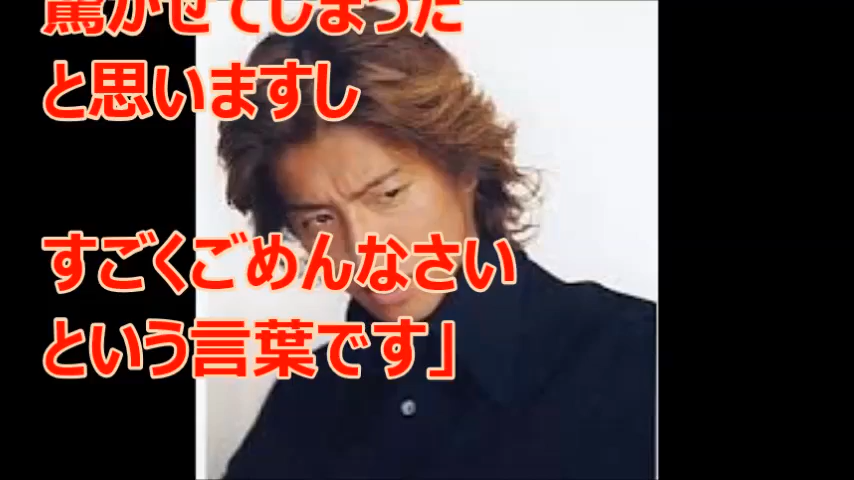 驚かせてしまった
と思いますし
すごくごめんなさい
という言葉です」